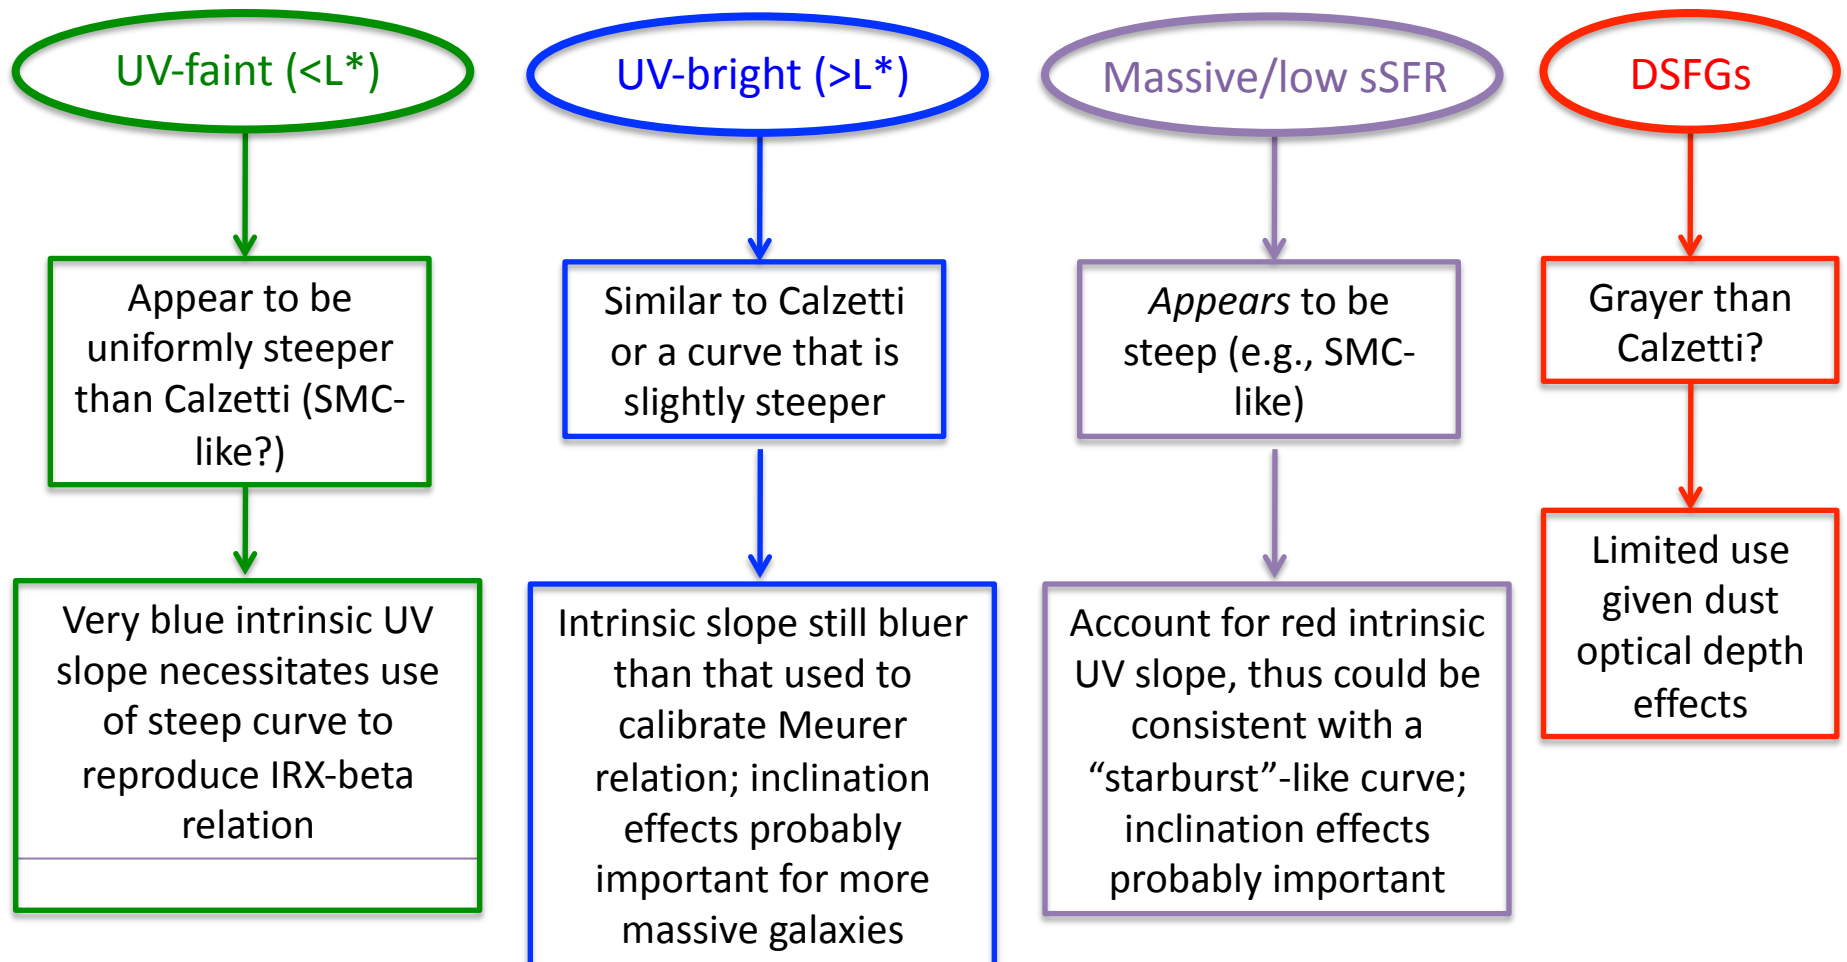 UV-faint (<L*)
Appear to be
uniformly steeper
than Calzetti (SMC-
like?)
Very blue intrinsic UV
slope necessitates use
of steep curve to
reproduce IRX-beta
relation
UV-bright (>L*)
Similar to Calzetti
or a curve that is
slightly steeper
Intrinsic slope still bluer
than that used to
calibrate Meurer
relation; inclination
effects probably
important for more
massive galaxies
Massive/low sSFR
Appears to be
steep (e.g., SMC-
like)
Account for red intrinsic
UV slope, thus could be
consistent with a
“starburst”-like curve;
inclination effects
probably important
DSFGs
Grayer than
Calzetti?
Limited use
given dust
optical depth
effects